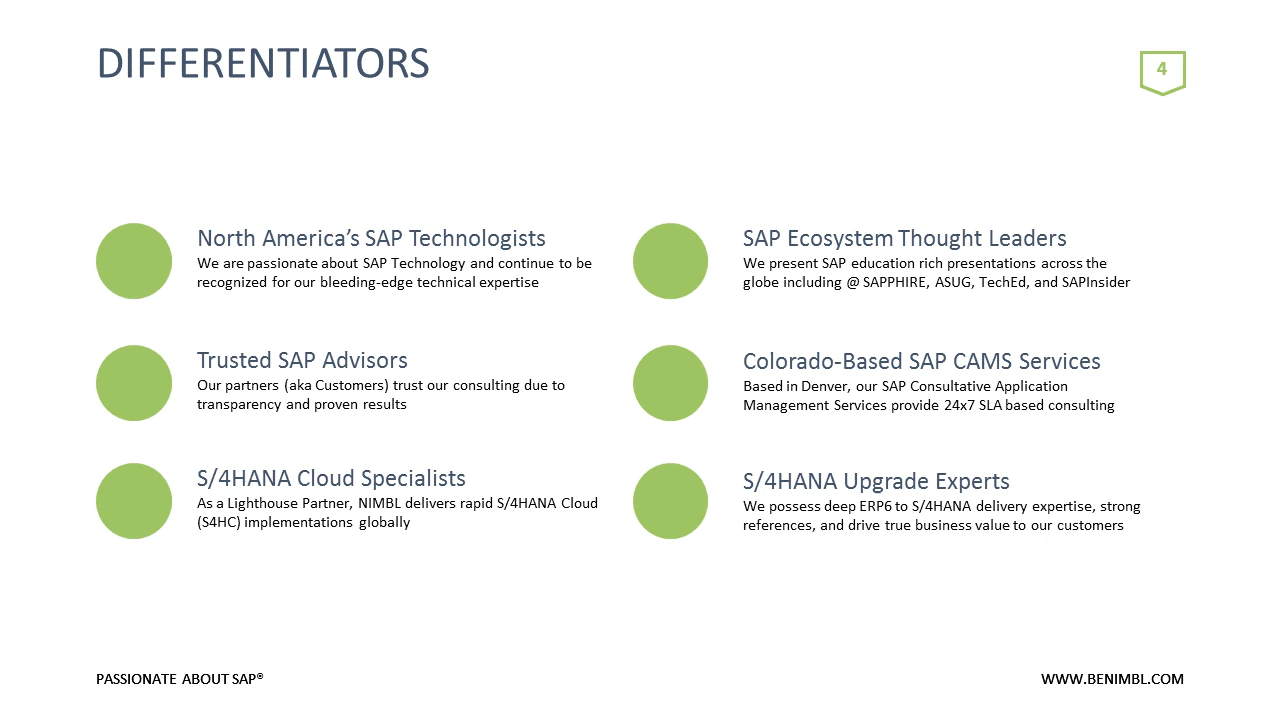 DIFFERENTIATORS
4
North America’s SAP Technologists
We are passionate about SAP Technology and continue to be
recognized for our bleeding-edge technical expertise
SAP Ecosystem Thought Leaders
We present SAP education rich presentations across the
globe including @ SAPPHIRE, ASUG, TechEd, and SAPInsider
Trusted SAP Advisors
Our partners (aka Customers) trust our consulting due to
transparency and proven results
Colorado-Based SAP CAMS Services
Based in Denver, our SAP Consultative Application
Management Services provide 24x7 SLA based consulting
S/4HANA Cloud Specialists
As a Lighthouse Partner, NIMBL delivers rapid S/4HANA Cloud
(S4HC) implementations globally
S/4HANA Upgrade Experts
We possess deep ERP6 to S/4HANA delivery expertise, strong
references, and drive true business value to our customers
PASSIONATE ABOUT SAP®
WWW.BENIMBL.COM